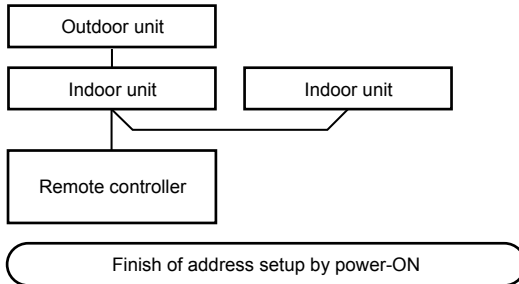 Outdoor unit
Indoor unit
Indoor unit
Remote controller
Finish of address setup by power-ON